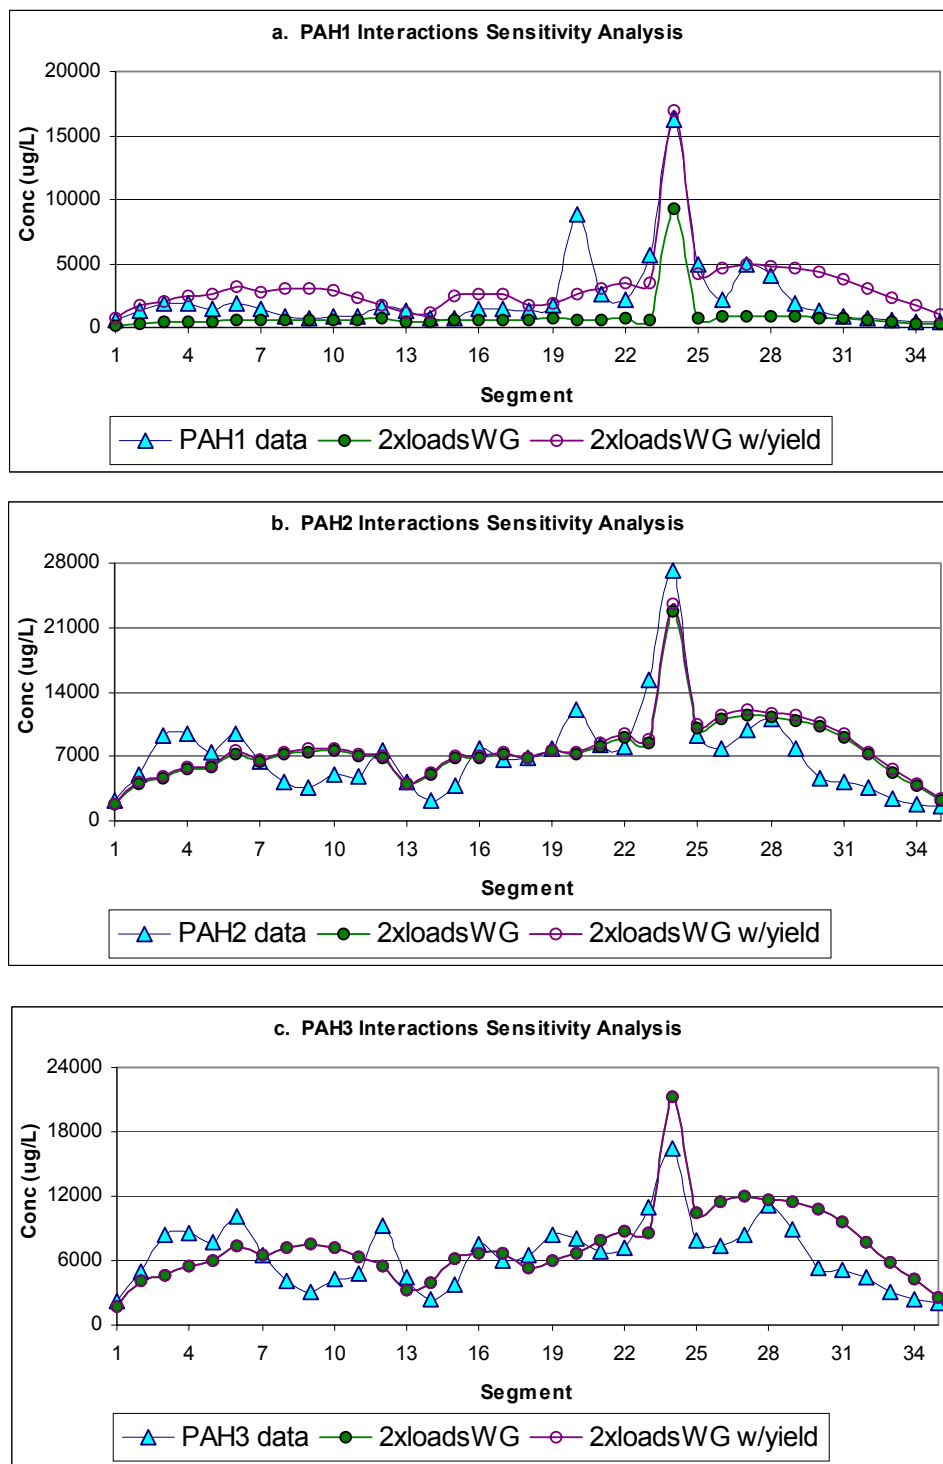 a. PAH1 Interactions Sensitivity Analysis
20000
15000
10000
5000
0
Conc (ug/L)
1 4 7 10 13 16 19 22 25 28 31 34
Segment
PAH1 data 2xloadsWG 2xloadsWG w/yield
b. PAH2 Interactions Sensitivity Analysis
28000
21000
14000
7000
0
Conc (ug/L)
1 4 7 10 13 16 19 22 25 28 31 34
Segment
PAH2 data 2xloadsWG 2xloadsWG w/yield
c. PAH3 Interactions Sensitivity Analysis
24000
18000
12000
6000
0
Conc (ug/L)
1 4 7 10 13 16 19 22 25 28 31 34
Segment
PAH3 data 2xloadsWG 2xloadsWG w/yield